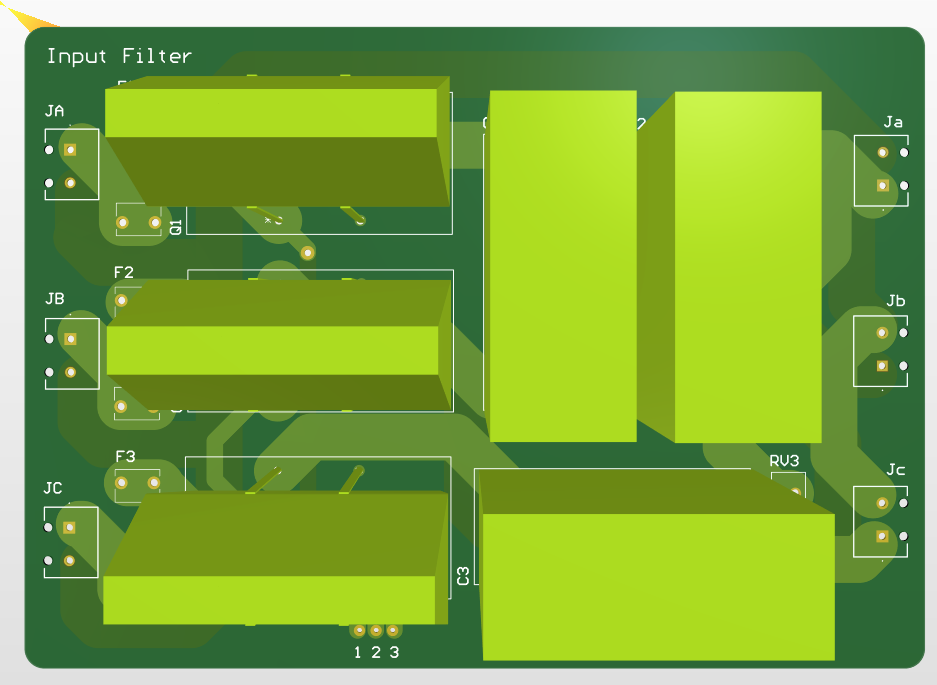 Input Filter
JA
Ja
Q1
F2
JB
Jb
F3
RV3
JC
Jc
C3
1 2 3